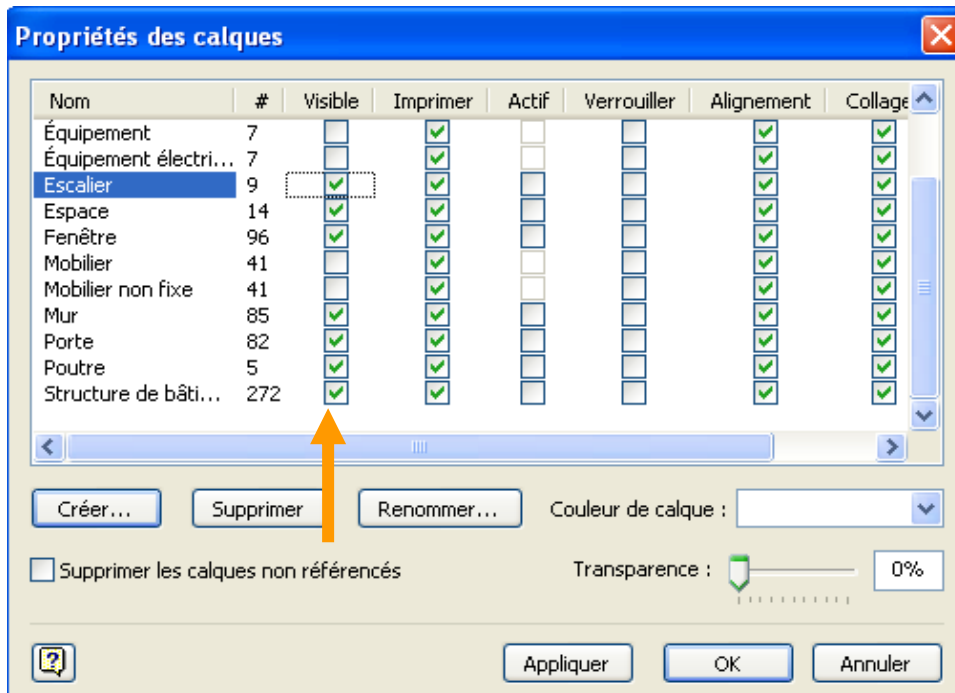 Propriétés des calques
Nom # Visible Imprimer Actif Verrouiller Alignement Collage
Équipement 7
Équipement électri... 7
Escalier 9
Espace 14
Fenêtre 96
Mobilier 41
Mobilier non fixe 41
Mur 85
Porte 82
Poutre 5
Structure de bâti... 272
Créer... Supprimer Renommer... Couleur de calque :
Supprimer les calques non référencés Transparence : 0%
? Appliquer OK Annuler